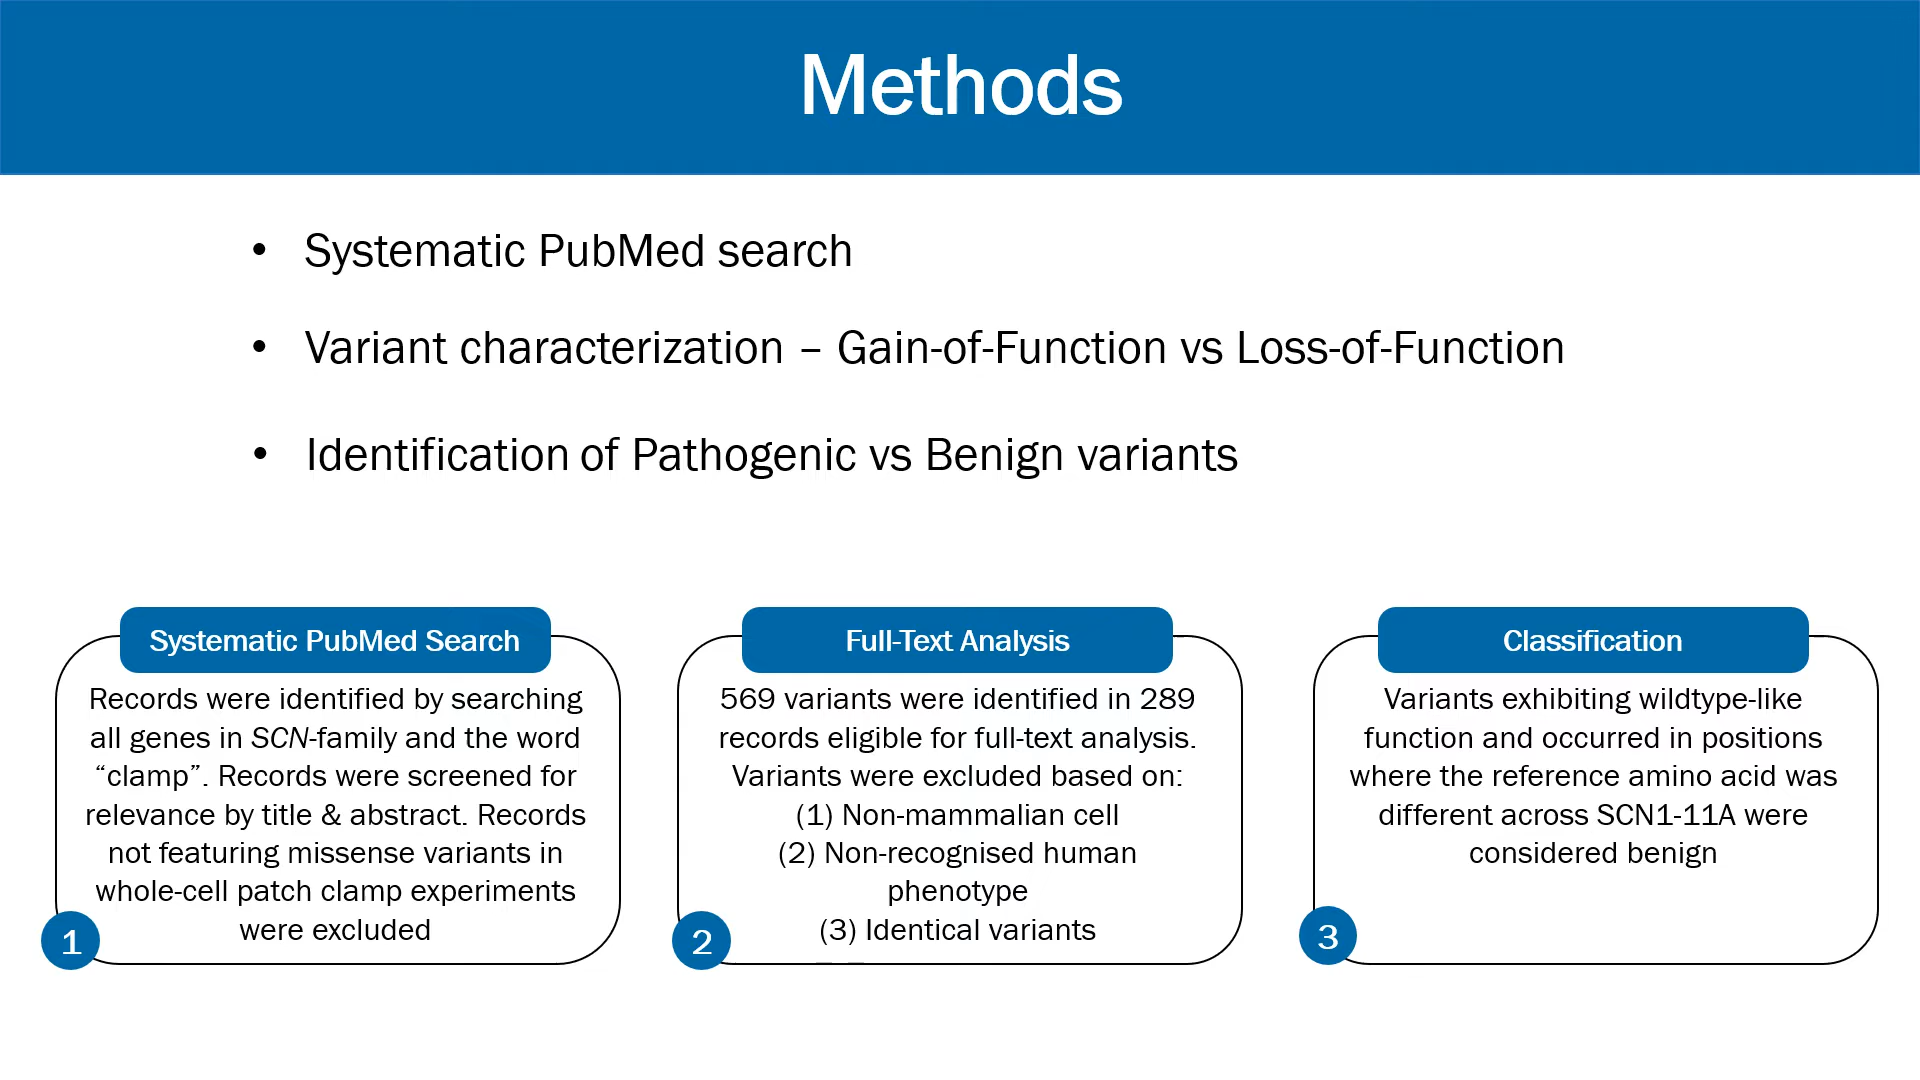 Methods
• Systematic PubMed search
• Variant characterization – Gain-of-Function vs Loss-of-Function
• Identification of Pathogenic vs Benign variants
Systematic PubMed Search
Records were identified by searching
all genes in SCN-family and the word
“clamp”. Records were screened for
relevance by title & abstract. Records
not featuring missense variants in
whole-cell patch clamp experiments
were excluded
1
Full-Text Analysis
569 variants were identified in 289
records eligible for full-text analysis.
Variants were excluded based on:
(1) Non-mammalian cell
(2) Non-recognised human
phenotype
(3) Identical variants
2
Classification
Variants exhibiting wildtype-like
function and occurred in positions
where the reference amino acid was
different across SCN1-11A were
considered benign
3